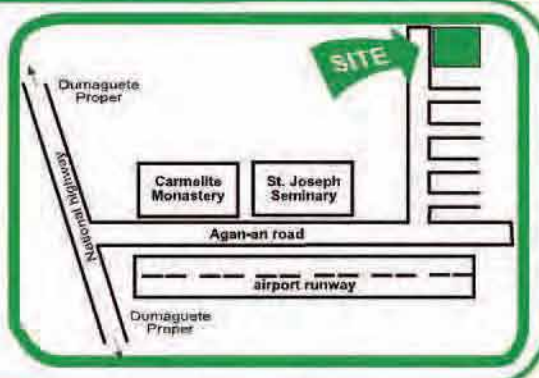 SITE
Dumaguete
Proper
National highway
Carmelite
Monastery
St. Joseph
Seminary
Agan-an road
airport runway
Dumaguete
Proper